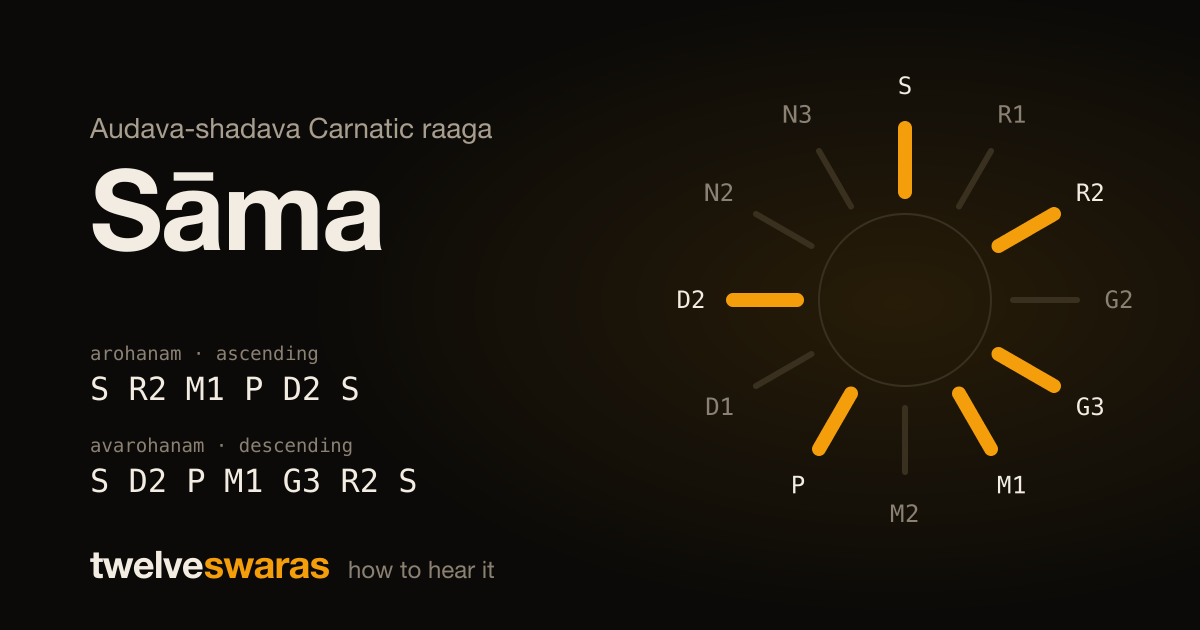 Audava-shadava Carnatic raaga
Sāma
arohanam · ascending
S R2 M1 P D2 S
avarohanam · descending
S D2 P M1 G3 R2 S
twelveswaras how to hear it
S
R1
R2
G2
G3
M1
M2
P
D1
D2
N2
N3